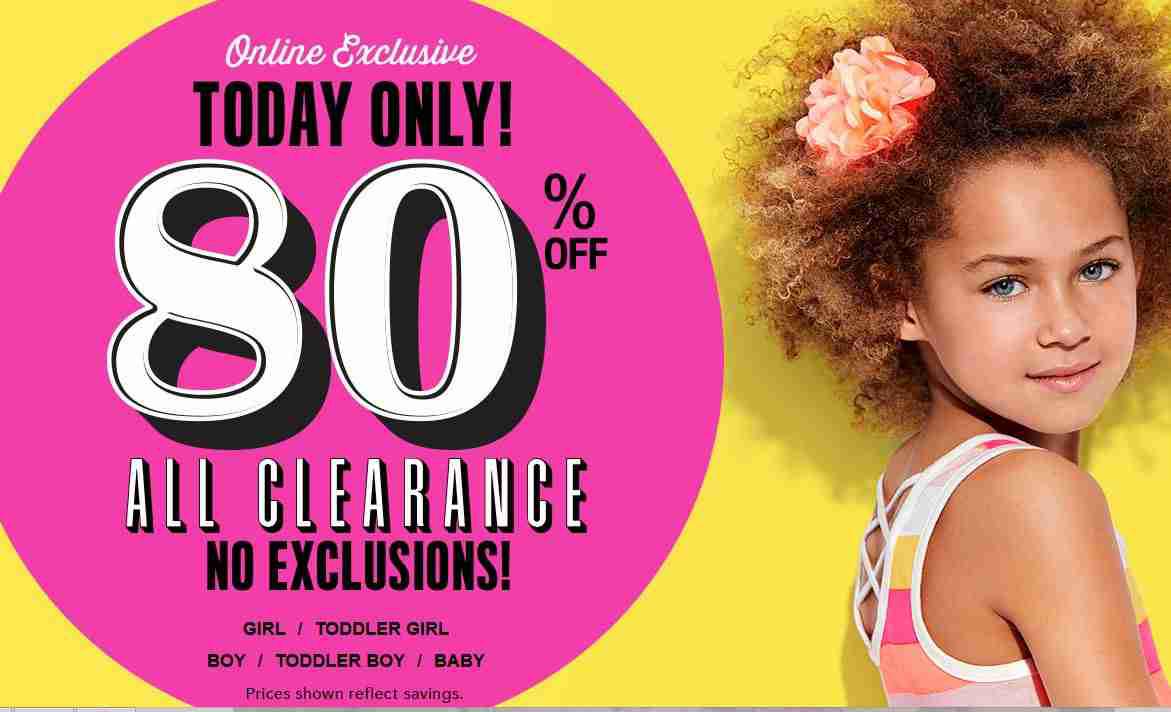 Online Exclusive
TODAY ONLY!
80% OFF
ALL CLEARANCE
NO EXCLUSIONS!
GIRL / TODDLER GIRL
BOY / TODDLER BOY / BABY
Prices shown reflect savings.